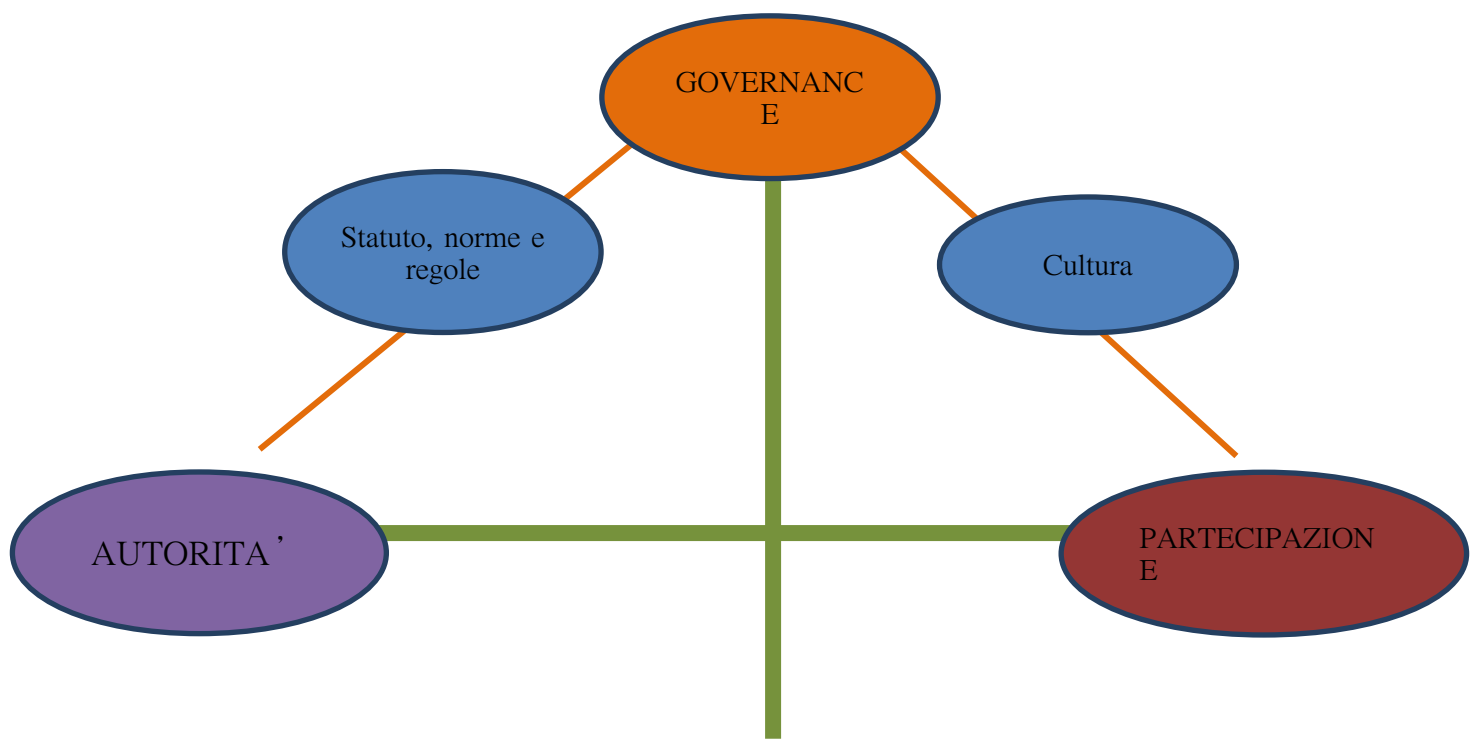 GOVERNANC
E
Statuto, norme e
regole
Cultura
AUTORITA’
PARTECIPAZION
E